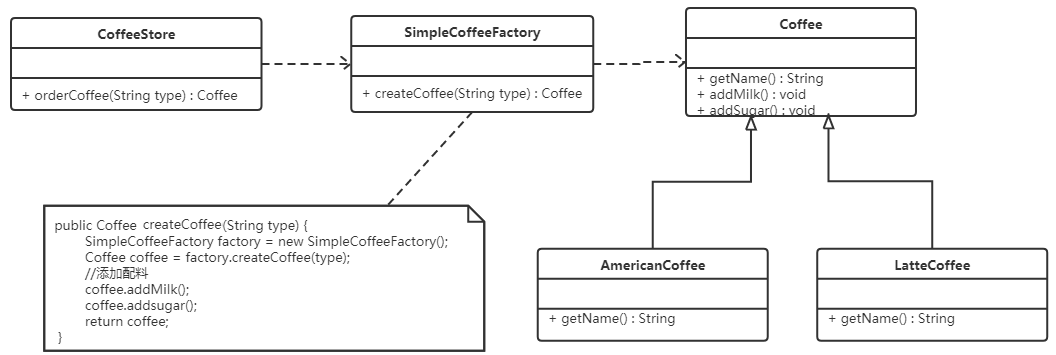 CoffeeStore
+ orderCoffee(String type) : Coffee
SimpleCoffeeFactory
+ createCoffee(String type) : Coffee
Coffee
+ getName() : String
+ addMilk() : void
+ addSugar() : void
public Coffee createCoffee(String type) {
SimpleCoffeeFactory factory = new SimpleCoffeeFactory();
Coffee coffee = factory.createCoffee(type);
//添加配料
coffee.addMilk();
coffee.addsugar();
return coffee;
}
AmericanCoffee
+ getName() : String
LatteCoffee
+ getName() : String